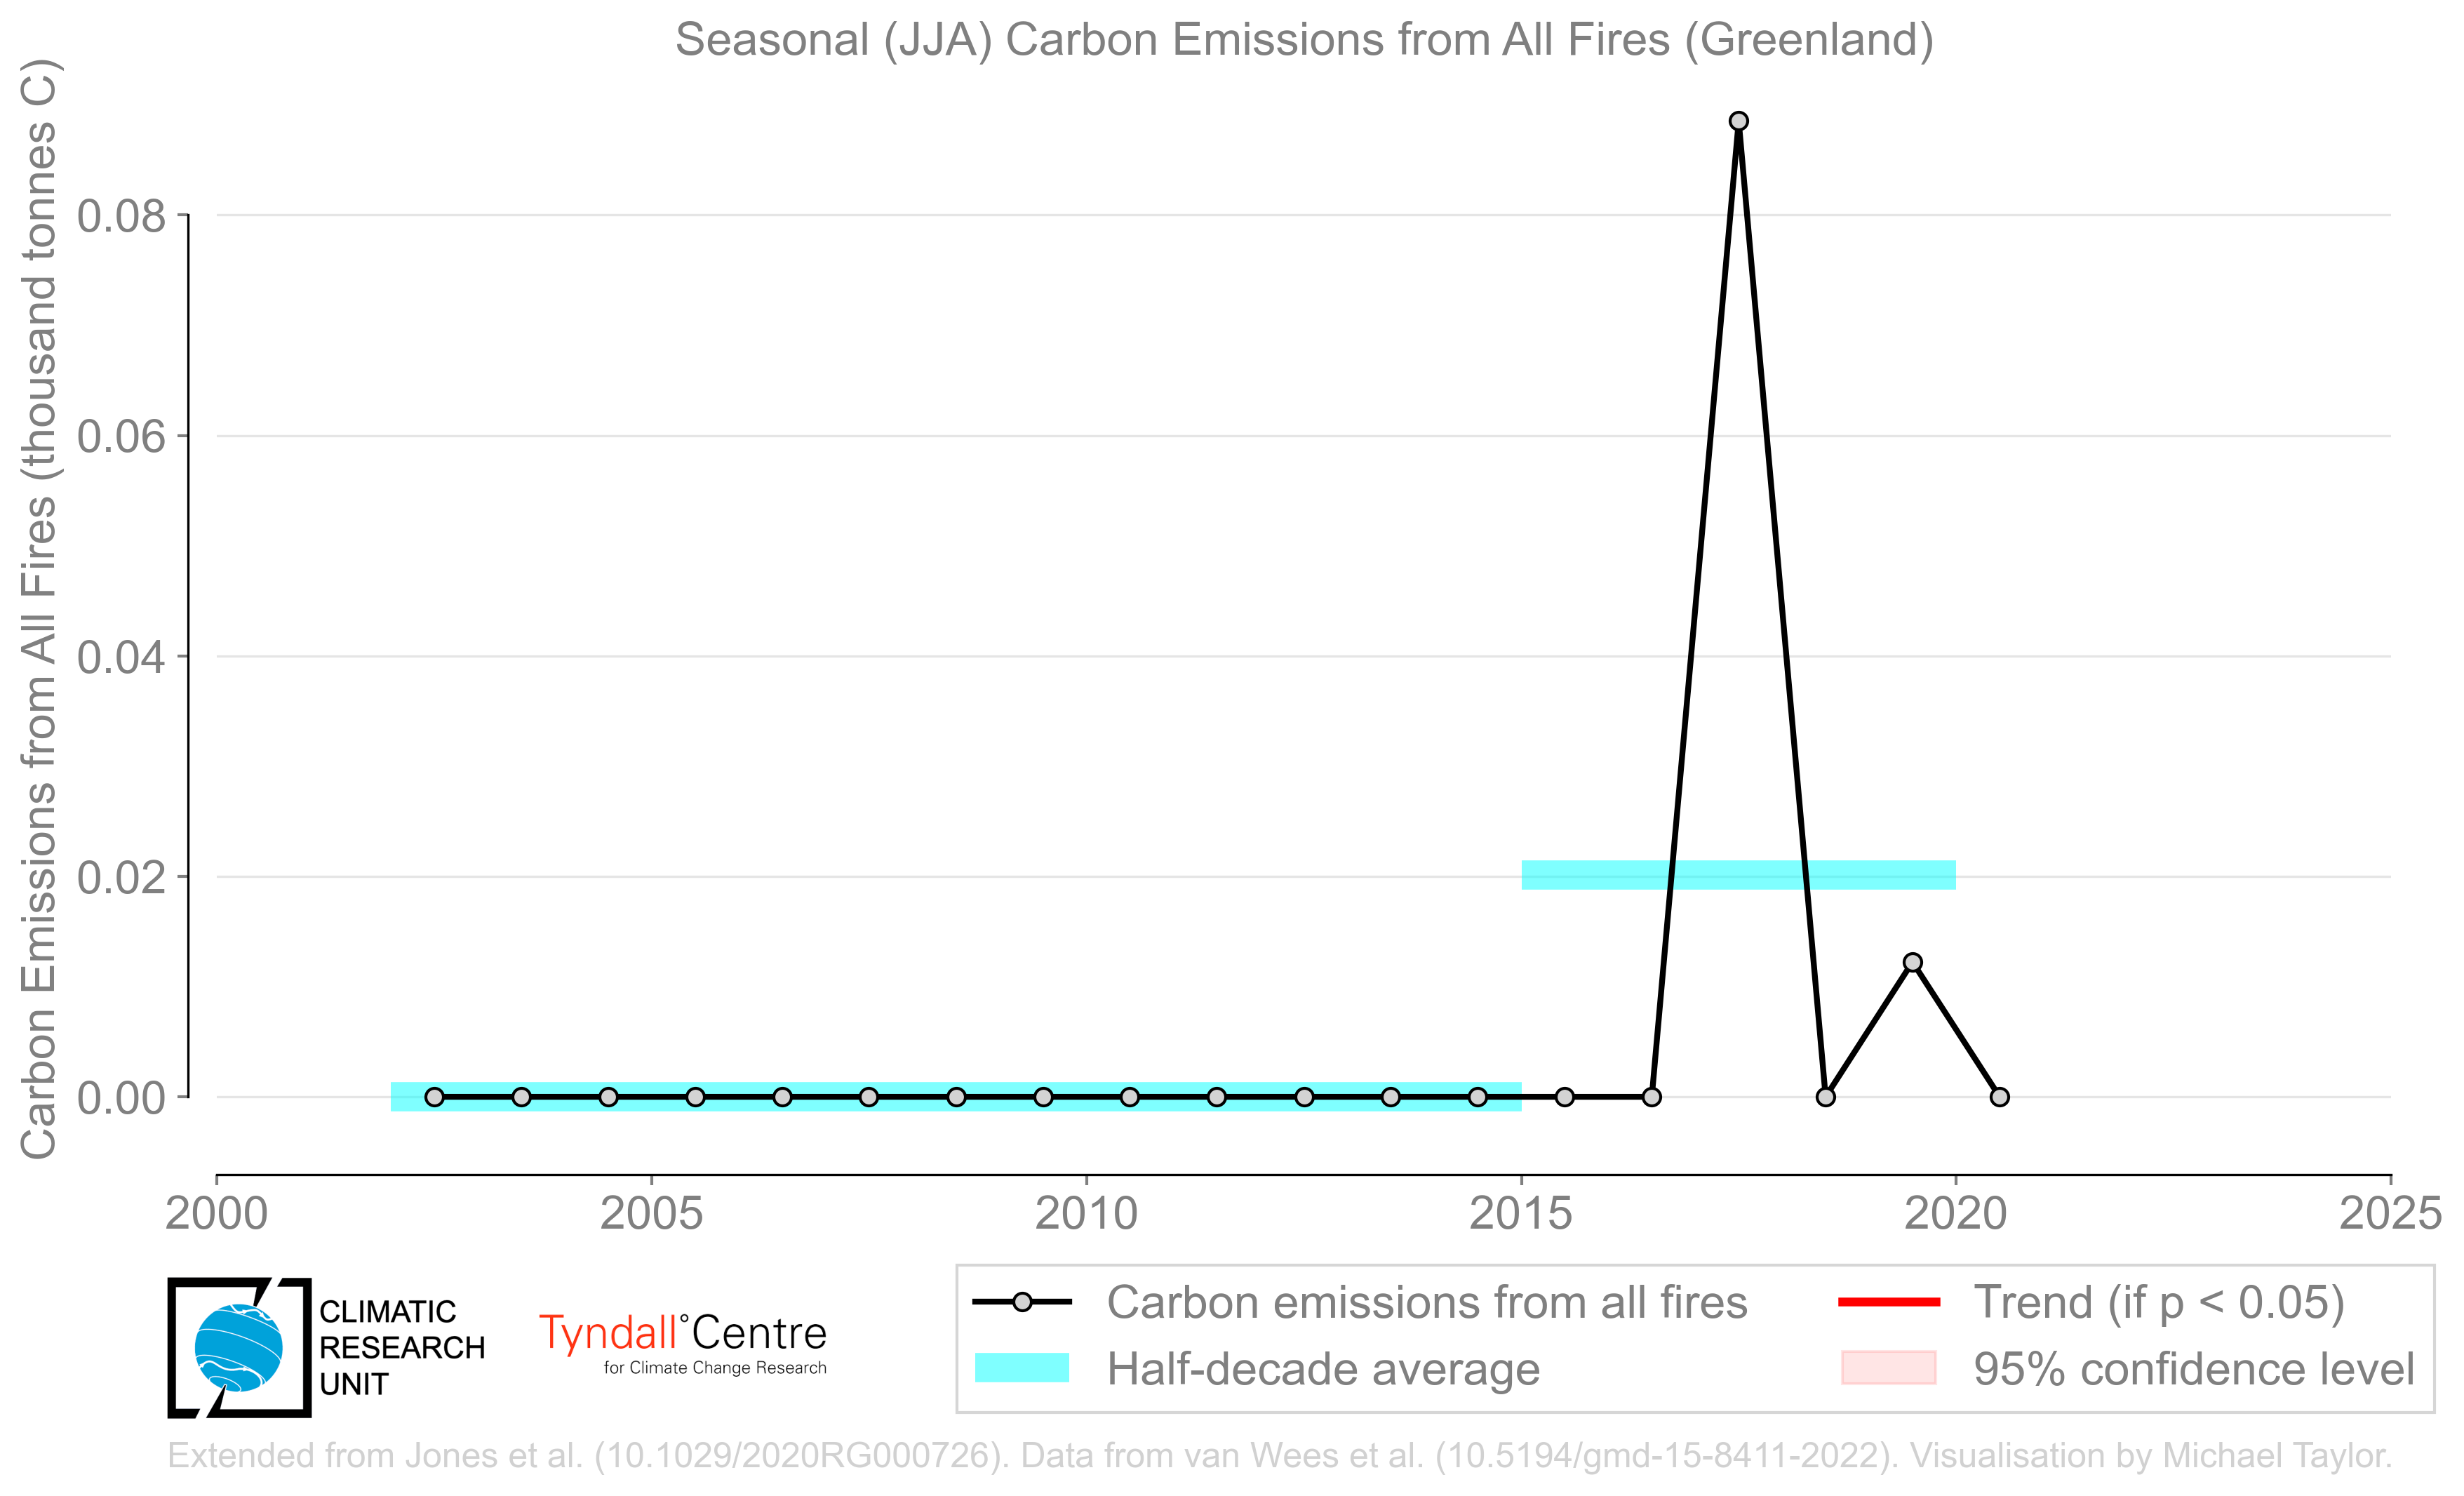 Seasonal (JJA) Carbon Emissions from All Fires (Greenland)
Carbon Emissions from All Fires (thousand tonnes C)
0.08
0.06
0.04
0.02
0.00
2000
2005
2010
2015
2020
2025
CLIMATIC
RESEARCH
UNIT
Tyndall°Centre
for Climate Change Research
Carbon emissions from all fires
Half-decade average
Trend (if p < 0.05)
95% confidence level
Extended from Jones et al. (10.1029/2020RG000726). Data from van Wees et al. (10.5194/gmd-15-8411-2022). Visualisation by Michael Taylor.